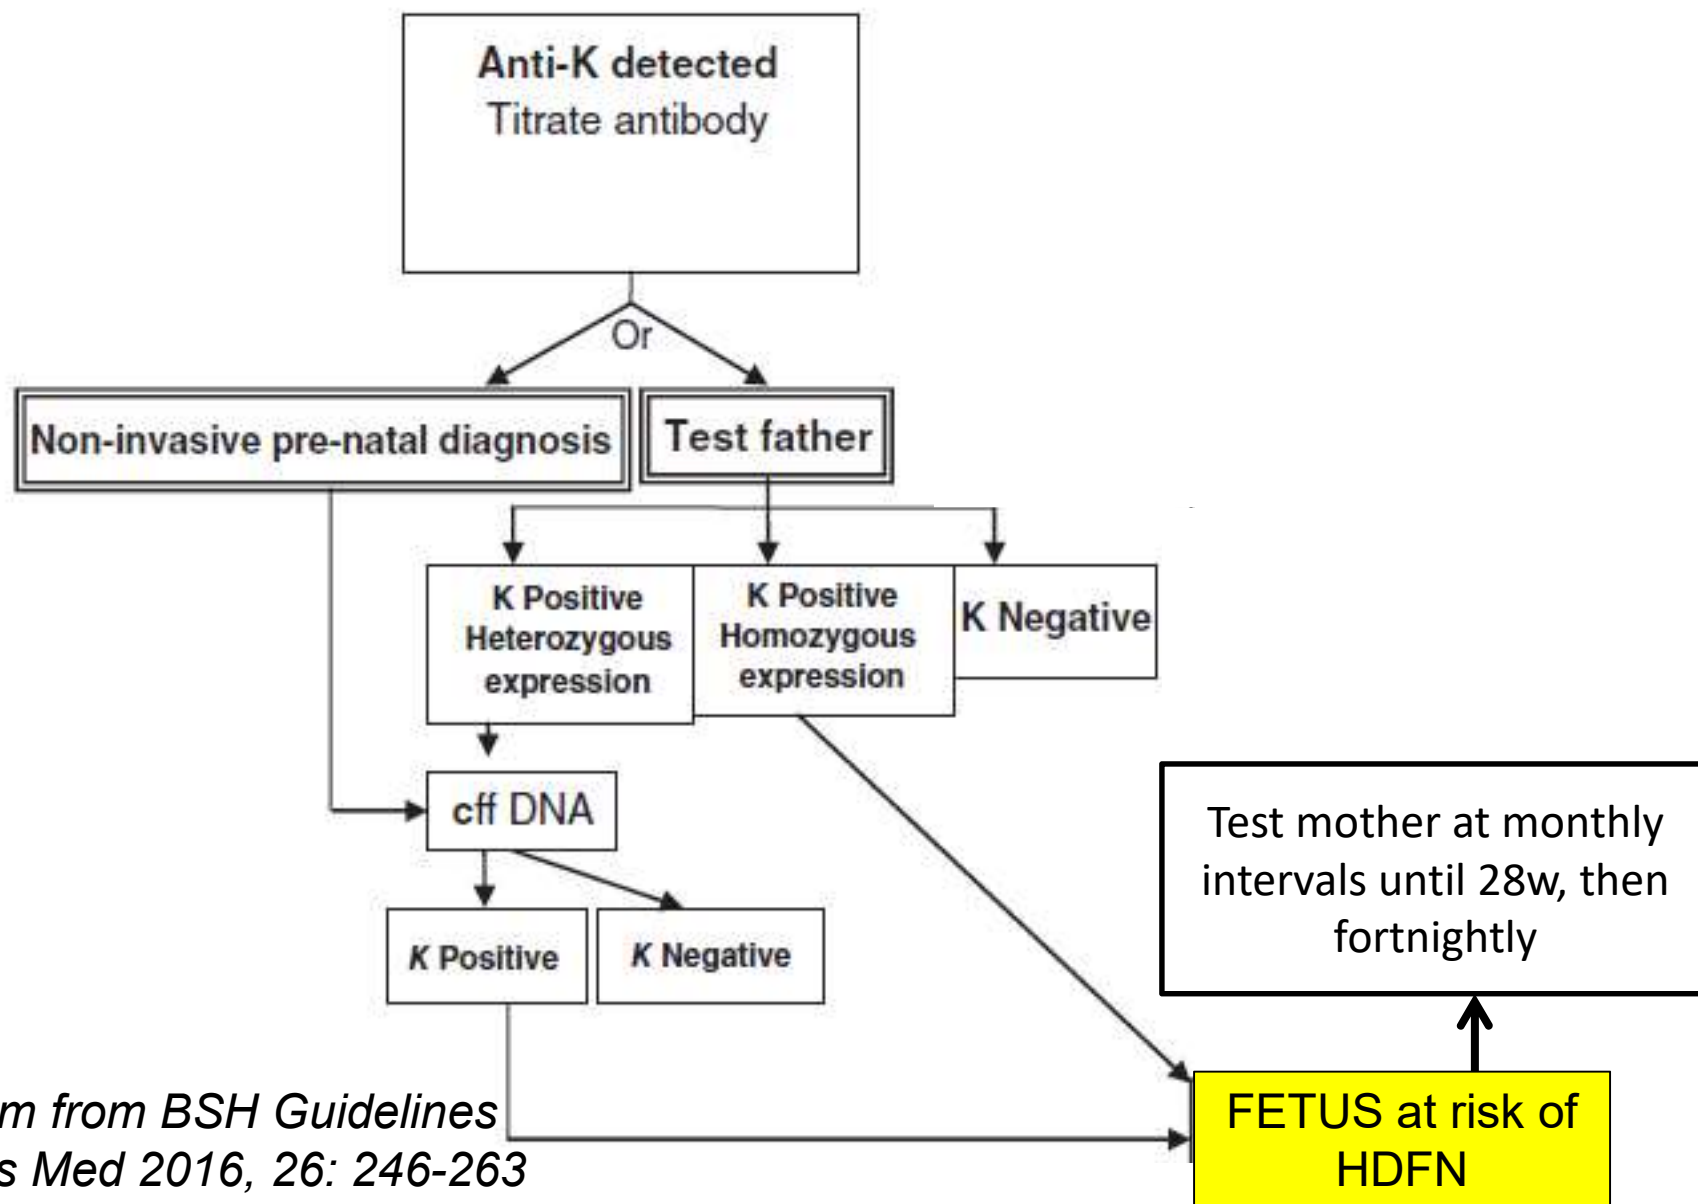 Anti-K detected
Titrate antibody
Or
Non-invasive pre-natal diagnosis
Test father
K Positive
Heterozygous
expression
K Positive
Homozygous
expression
K Negative
cff DNA
K Positive
K Negative
Test mother at monthly
intervals until 28w, then
fortnightly
FETUS at risk of
HDFN
from BSH Guidelines
Med 2016, 26: 246-263